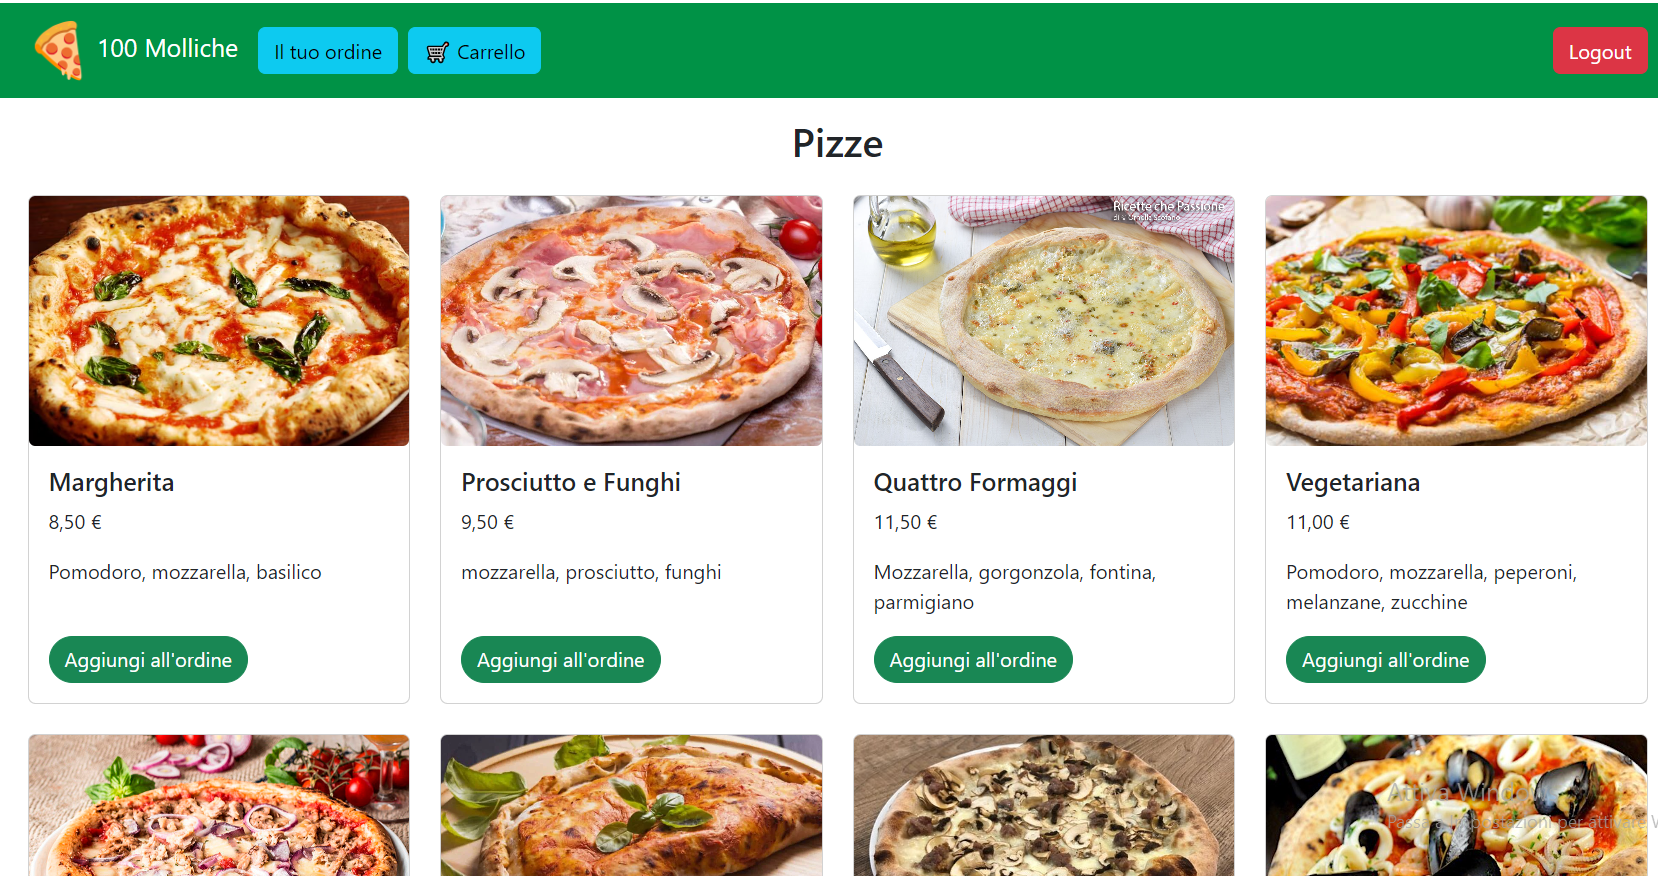 100 Molliche
Il tuo ordine
Carrello
Logout
Pizze
Ricette che Passione
Margherita
8,50 €
Pomodoro, mozzarella, basilico
Aggiungi all'ordine
Prosciutto e Funghi
9,50 €
mozzarella, prosciutto, funghi
Aggiungi all'ordine
Quattro Formaggi
11,50 €
Mozzarella, gorgonzola, fontina,
parmigiano
Aggiungi all'ordine
Vegetariana
11,00 €
Pomodoro, mozzarella, peperoni,
melanzane, zucchine
Aggiungi all'ordine
Attiva Windows
Passa a Impostazioni per attivare W